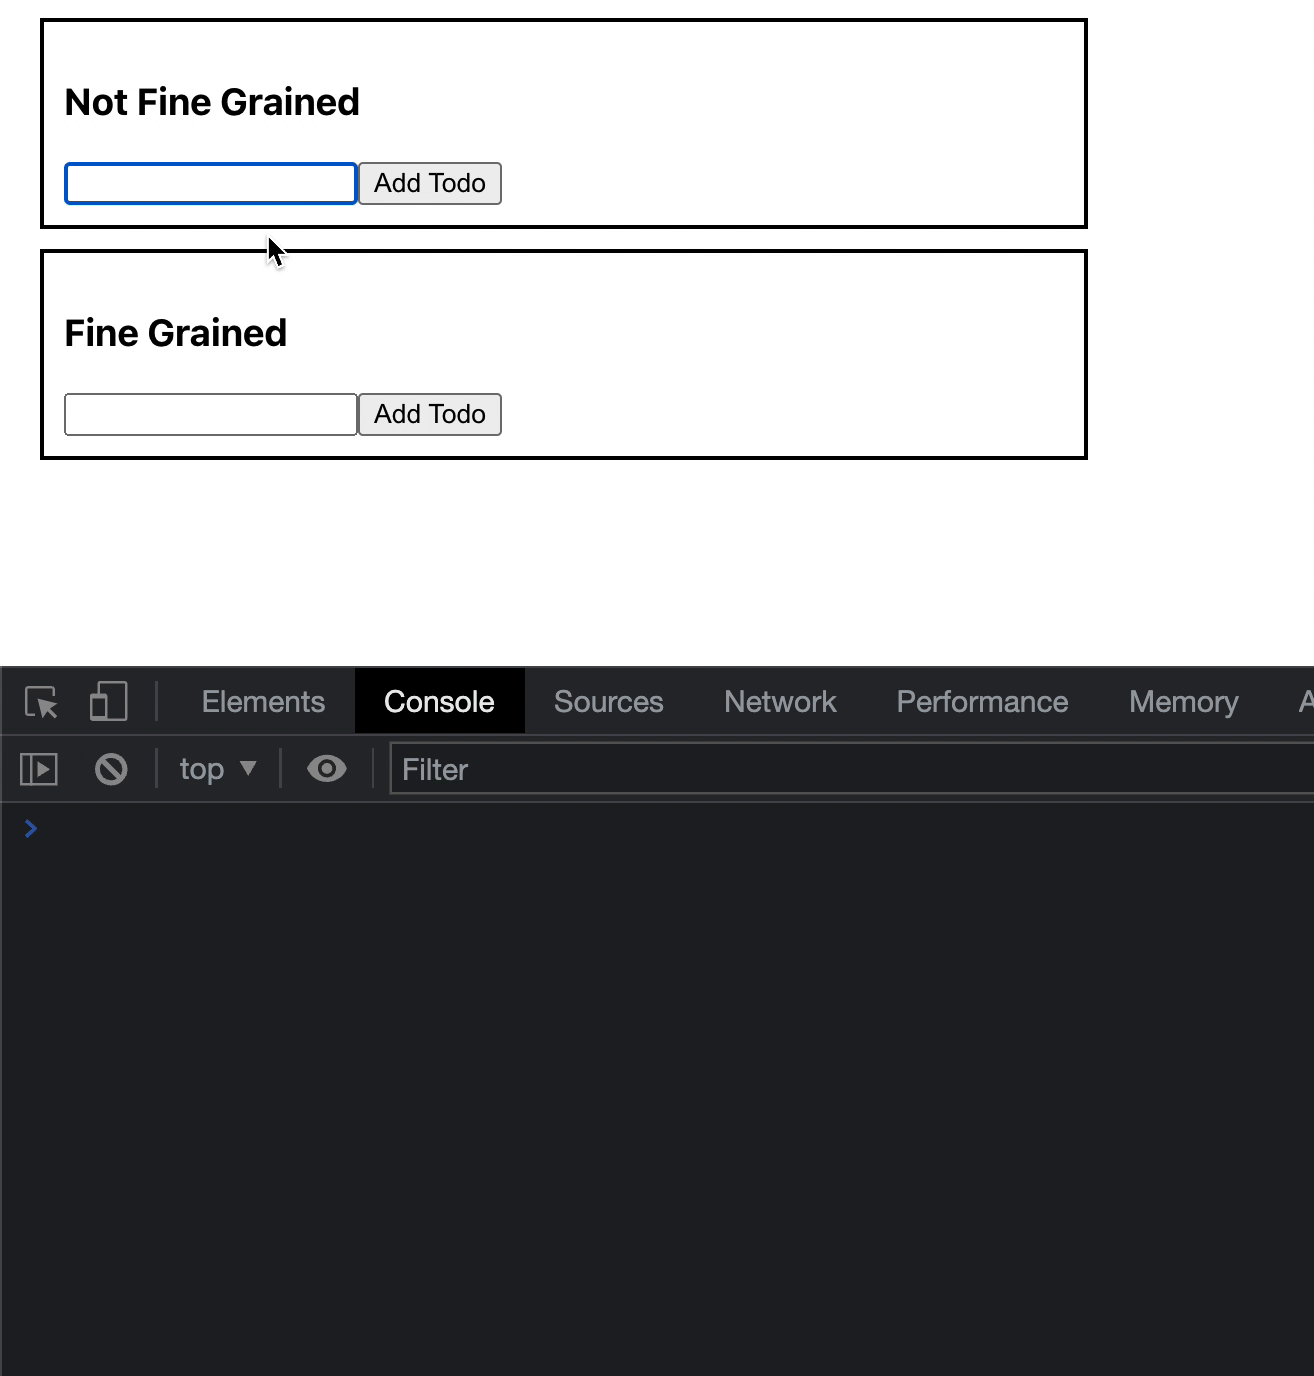 Not Fine Grained
Add Todo
Fine Grained
Add Todo
Elements Console Sources Network Performance Memory A
top Filter